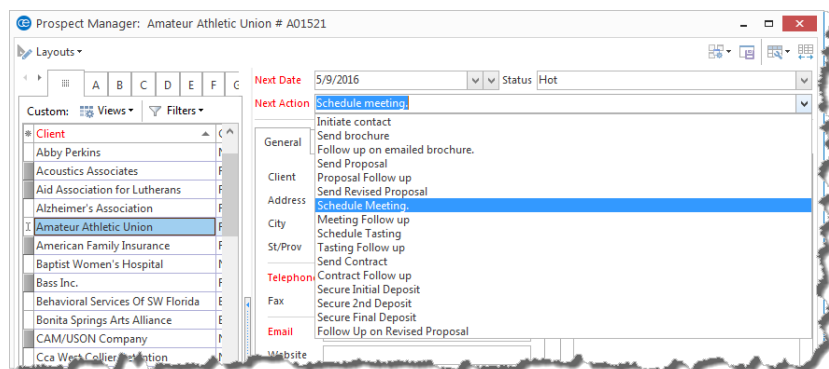 Prospect Manager: Amateur Athletic Union # A01521
Layouts
A B C D E F
Next Date 5/9/2016 Status Hot
Custom: Views Filters
Next Action Schedule meeting.
Client
Initiate contact
Send brochure
Follow up on emailed brochure.
Send Proposal
Proposal Follow up
Send Revised Proposal
Schedule Meeting.
Meeting Follow up
Schedule Tasting
Tasting Follow up
Send Contract
Contract Follow up
Secure Initial Deposit
Secure 2nd Deposit
Secure Final Deposit
Follow Up on Revised Proposal
General
Client
Address
City
St/Prov
Telephon
Fax
Email
Website
Abby Perkins
Acoustics Associates
Aid Association for Lutherans
Alzheimer's Association
Amateur Athletic Union
American Family Insurance
Baptist Women's Hospital
Bass Inc.
Behavioral Services Of SW Florida
Bonita Springs Arts Alliance
CAM/USON Company
Cca West Collier